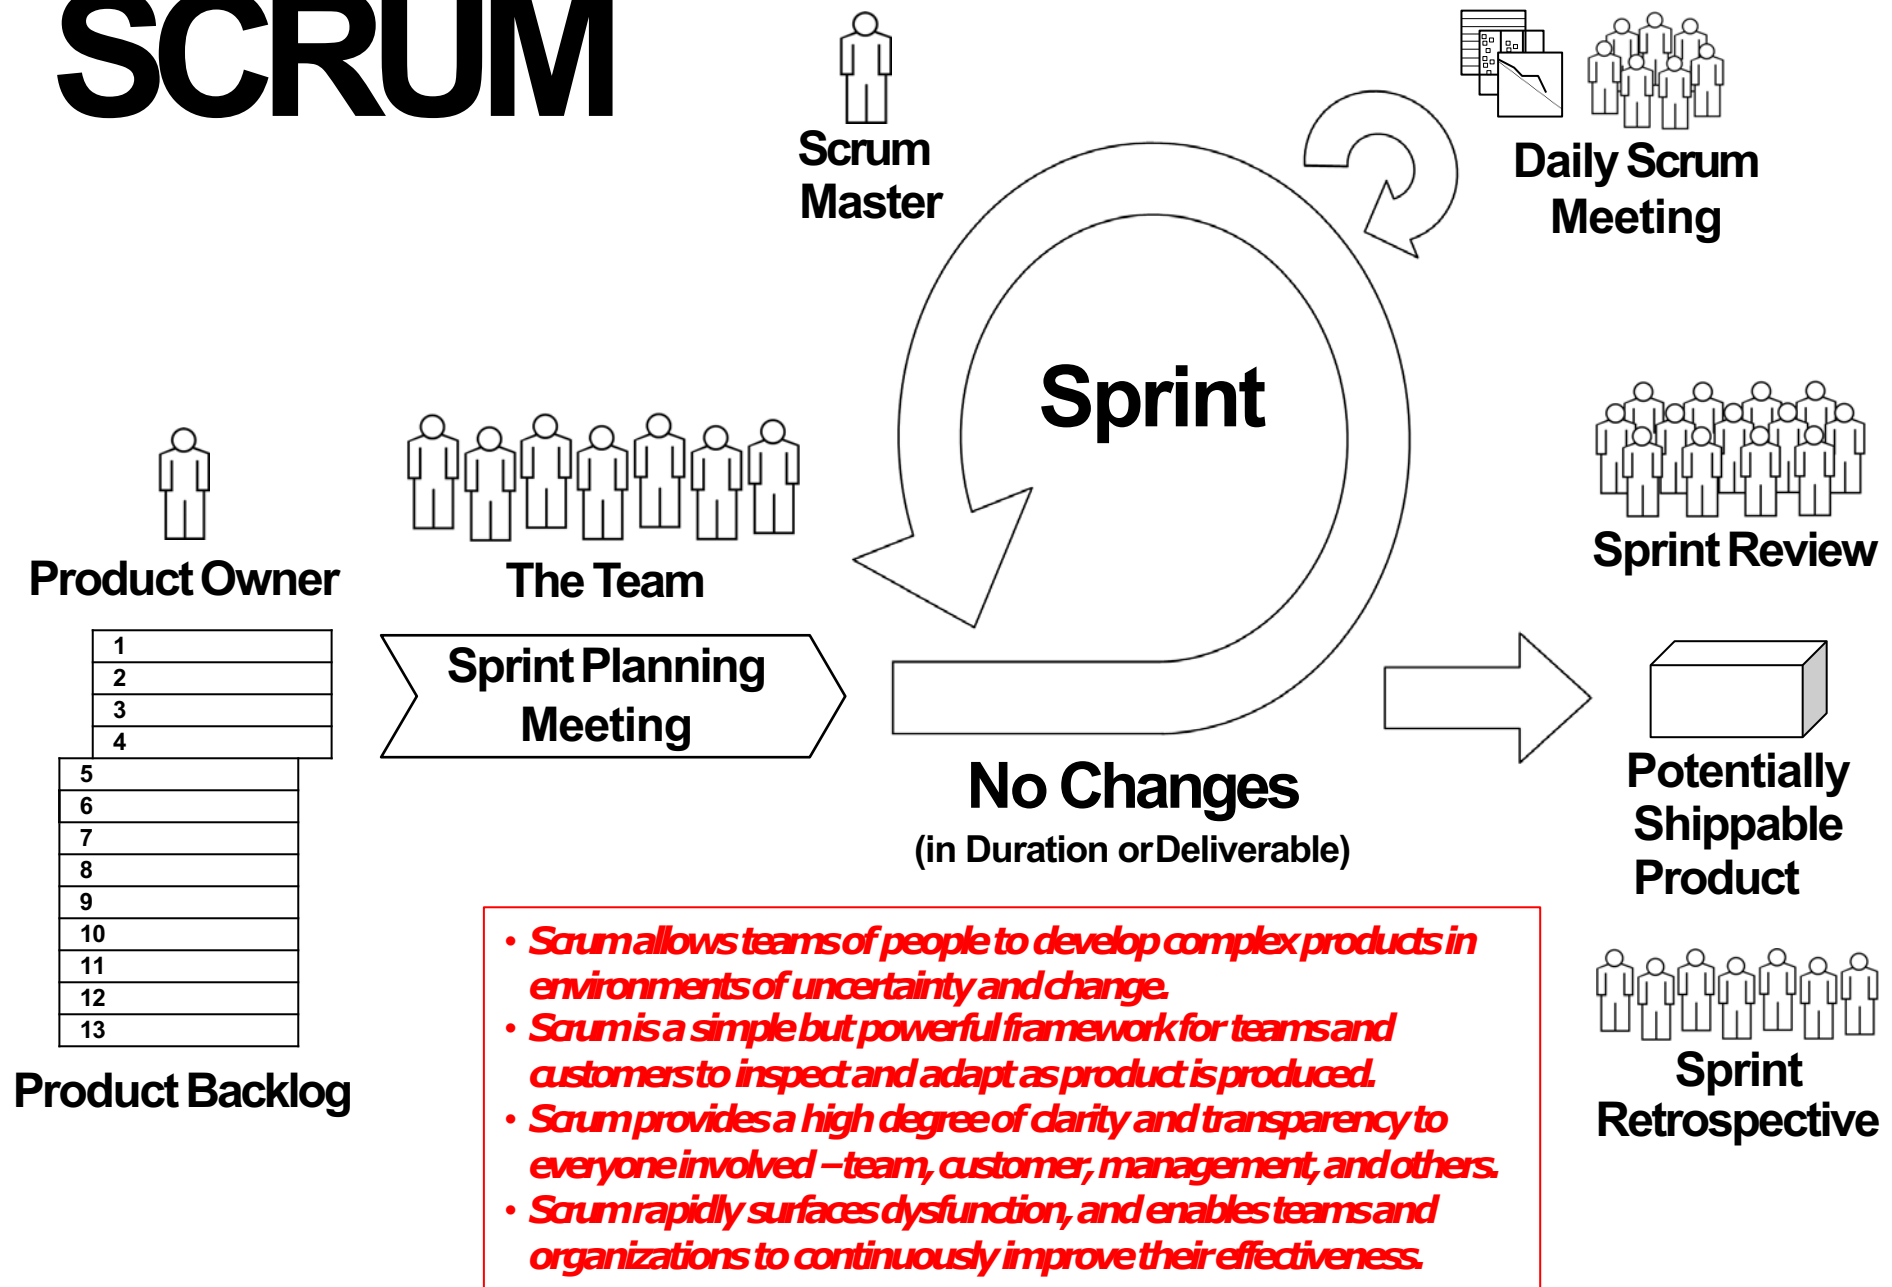 SCRUM
Scrum
Master
Daily Scrum
Meeting
Sprint
Product Owner
The Team
Sprint Review
1
2
3
4
5
6
7
8
9
10
11
12
13
Product Backlog
Sprint Planning
Meeting
No Changes
(in Duration or Deliverable)
Potentially
Shippable
Product
Sprint
Retrospective
• Scrum allows teams of people to develop complex products in
environments of uncertainty and change.
• Scrum is a simple but powerful framework for teams and
customers to inspect and adapt as product is produced.
• Scrum provides a high degree of clarity and transparency to
everyone involved – team, customer, management, and others.
• Scrum rapidly surfaces dysfunction, and enables teams and
organizations to continuously improve their effectiveness.